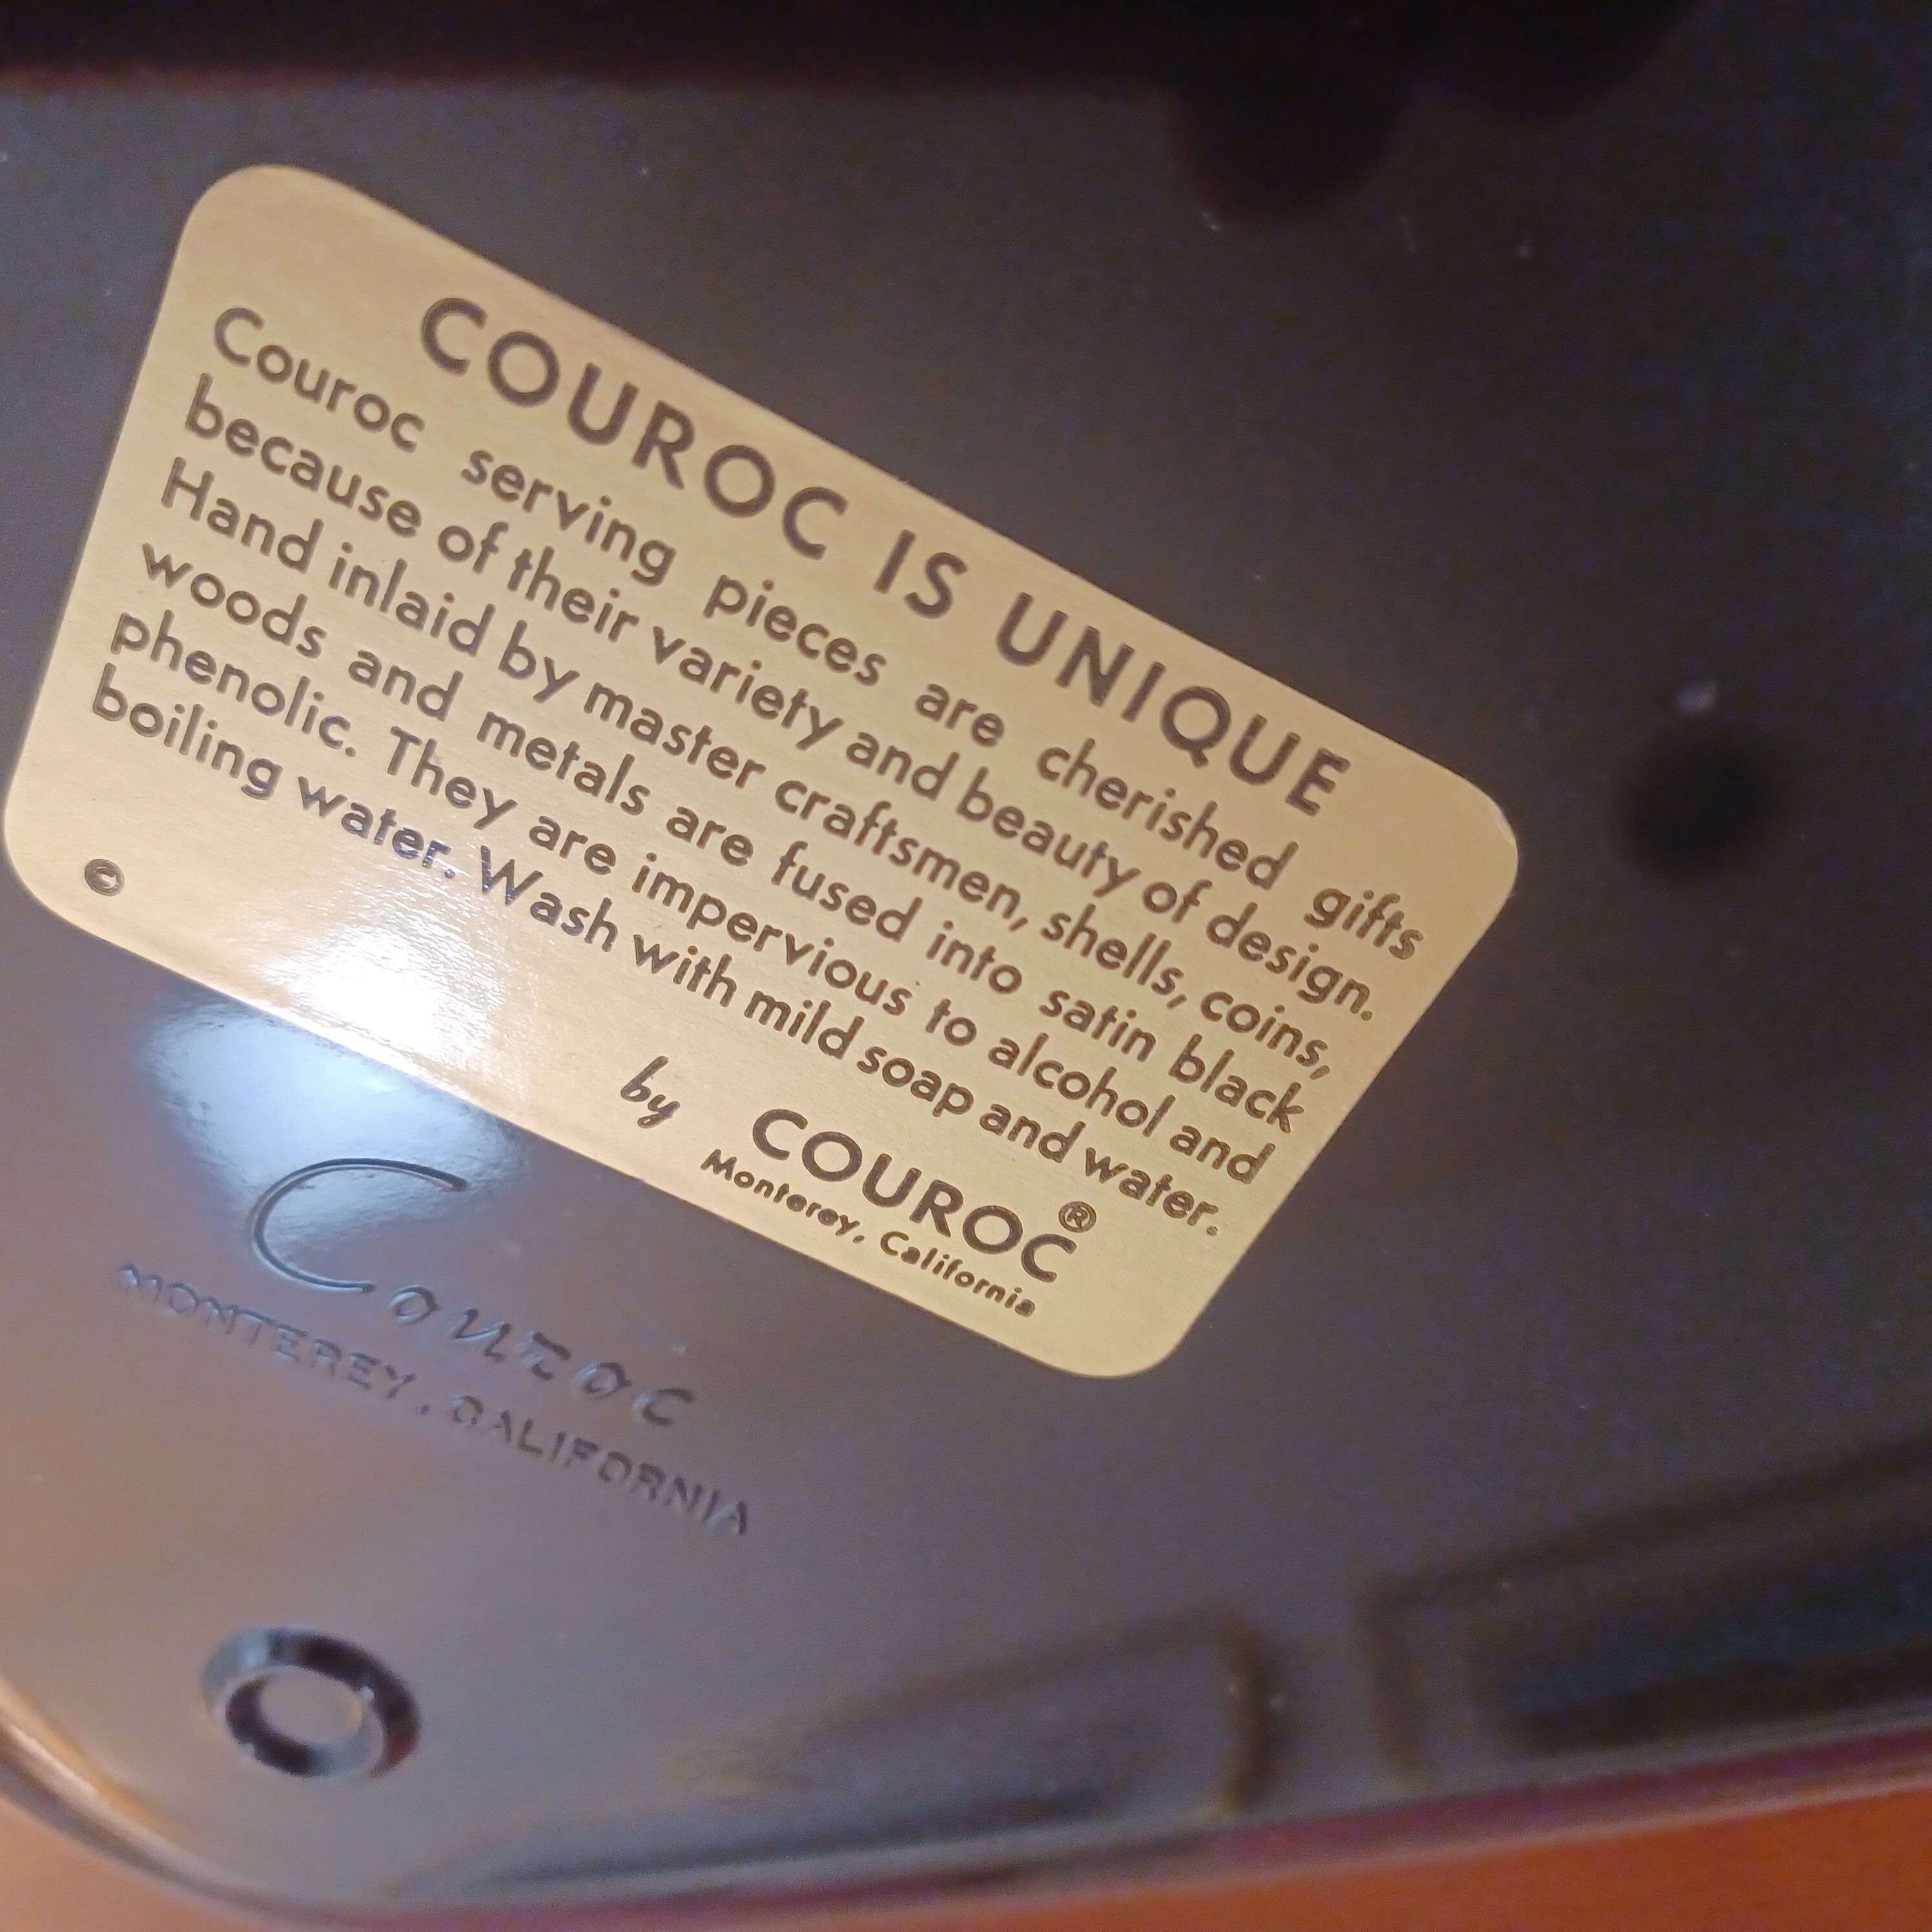 COUROC IS UNIQUE
Couroc serving pieces are cherished gifts
because of their variety and beauty of design.
Hand inlaid by master craftsmen, shells, coins,
woods and metals are fused into satin black
phenolic. They are impervious to alcohol and
boiling water. Wash with mild soap and water.
©
by COUROC®
Monterey, California
Couroc
MONTEREY, CALIFORNIA